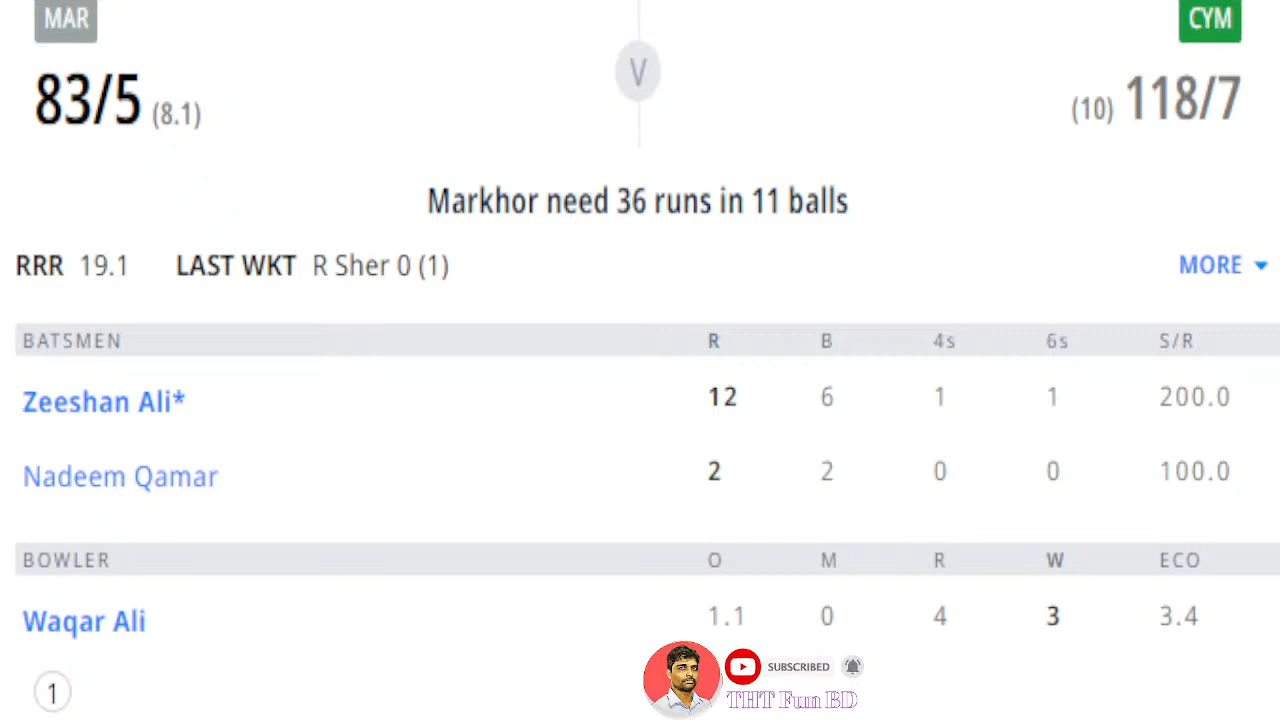 MAR V CYM
83/5 (8.1) (10) 118/7
Markhor need 36 runs in 11 balls
RRR 19.1 LAST WKT R Sher 0 (1) MORE
BATSMEN R B 4s 6s S/R
Zeeshan Ali* 12 6 1 1 200.0
Nadeem Qamar 2 2 0 0 100.0
BOWLER O M R W ECO
Waqar Ali 1.1 0 4 3 3.4
SUBSCRIBED
THT Fun BD
1